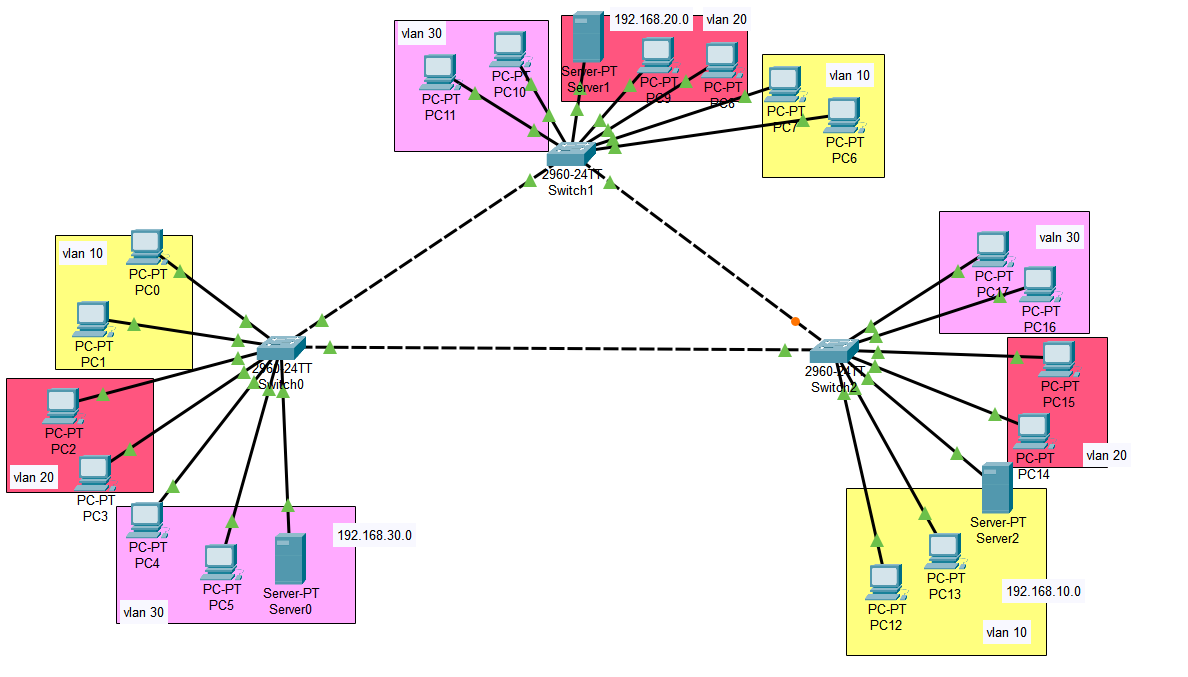 vlan 30
PC-PT
PC10
PC-PT
PC11
192.168.20.0
vlan 20
Server-PT
Server1
PC-PT
PC9
PC-PT
PC8
vlan 10
PC-PT
PC7
PC-PT
PC6
2960-24TT
Switch1
vlan 10
PC-PT
PC0
PC-PT
PC1
2960-24TT
Switch0
vlan 20
PC-PT
PC2
PC-PT
PC3
PC-PT
PC4
PC-PT
PC5
Server-PT
Server0
192.168.30.0
vlan 30
valn 30
PC-PT
PC17
PC-PT
PC16
2960-24TT
Switch2
PC-PT
PC15
PC-PT
PC14
vlan 20
Server-PT
Server2
PC-PT
PC13
PC-PT
PC12
192.168.10.0
vlan 10